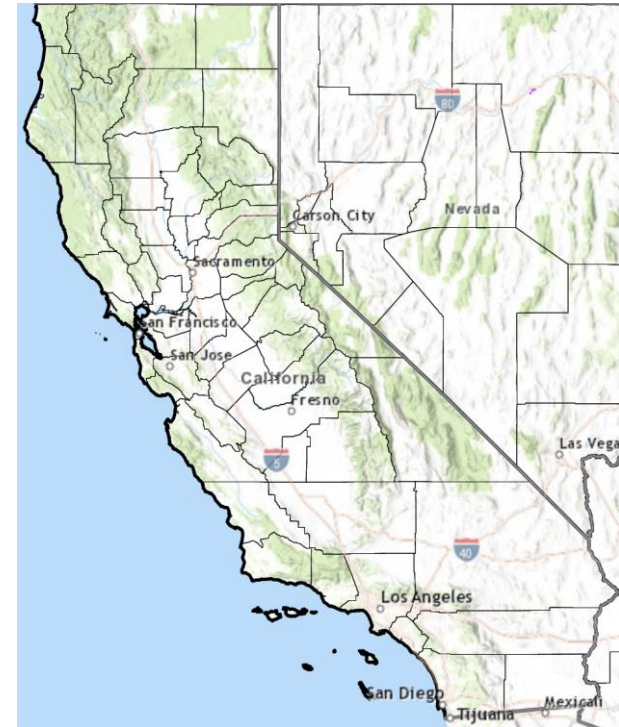 80
Carson City
Nevada
Sacramento
San Francisco
San Jose
California
Fresno
5
Las Vega
40
Los Angeles
San Diego
Tijuana
Mexicali